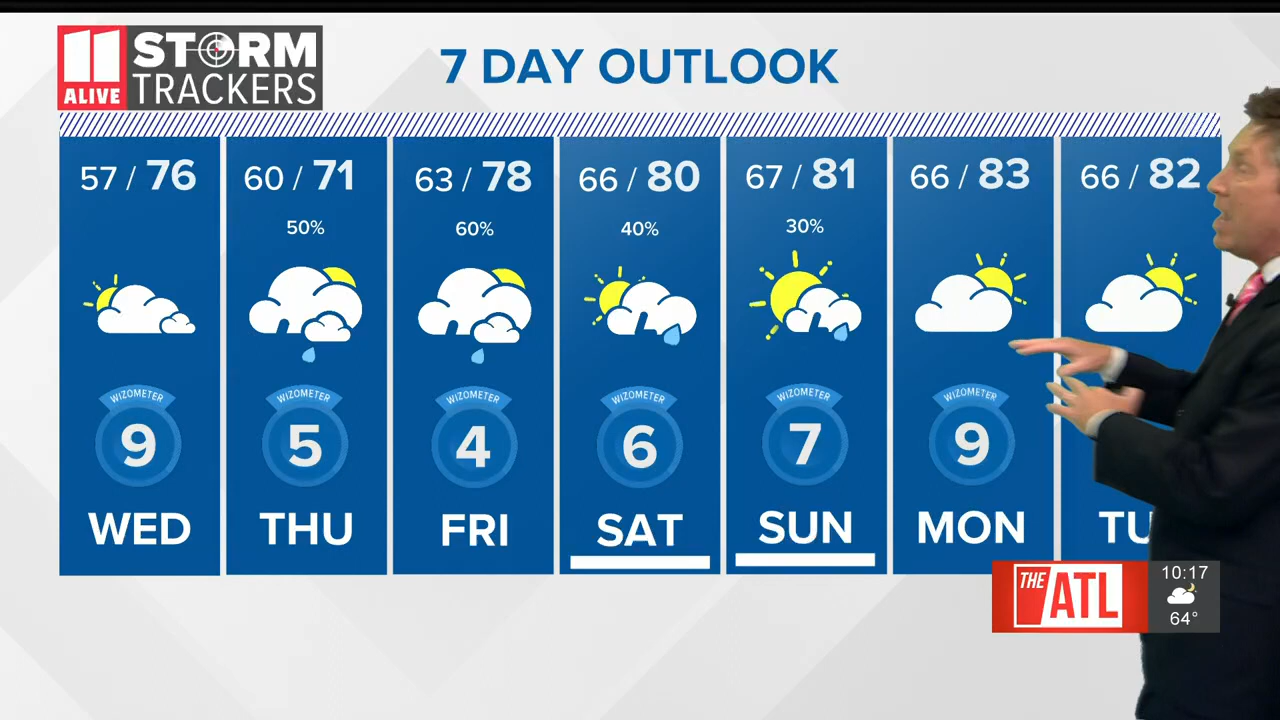 11
ALIVE
STORM
TRACKERS
7 DAY OUTLOOK
57 / 76
60 / 71
63 / 78
66 / 80
67 / 81
66 / 83
66 / 82
50%
60%
40%
30%
WIZOMETER
WIZOMETER
WIZOMETER
WIZOMETER
WIZOMETER
WIZOMETER
9
5
4
6
7
9
WED
THU
FRI
SAT
SUN
MON
TU
THE ATL
10:17
64°